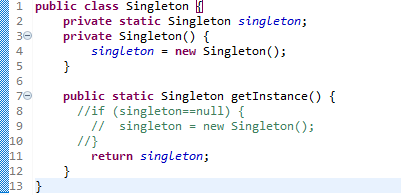 1 public class Singleton {
2     private static Singleton singleton;
3     private Singleton() {
4         singleton = new Singleton();
5     }
6
7     public static Singleton getInstance() {
8       //if (singleton==null) {
9         //  singleton = new Singleton();
10       //}
11         return singleton;
12     }
13 }